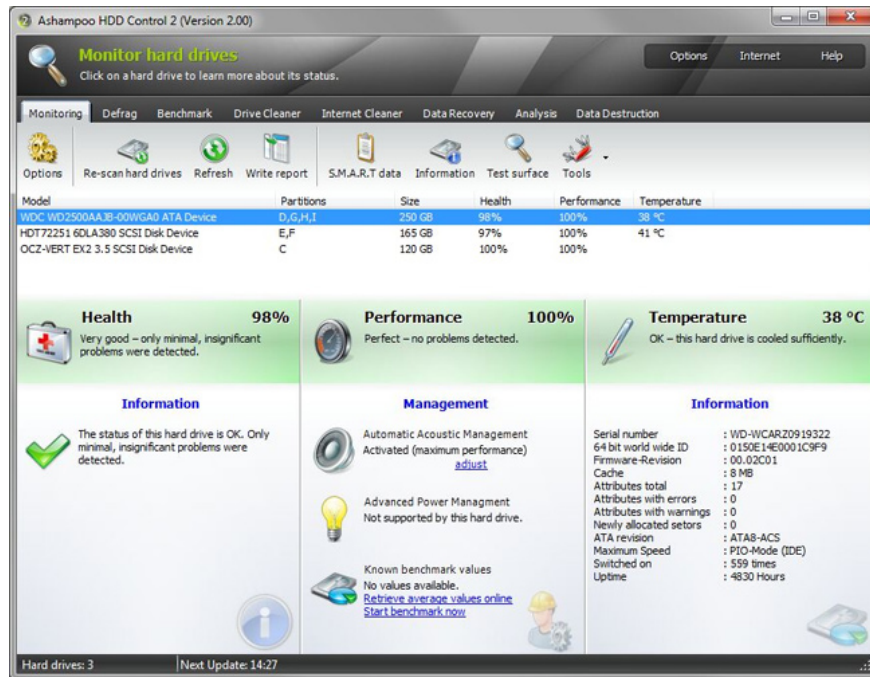 Ashampoo HDD Control 2 (Version 2.00)
Monitor hard drives
Click on a hard drive to learn more about its status.
Options Internet Help
Monitoring Defrag Benchmark Drive Cleaner Internet Cleaner Data Recovery Analysis Data Destruction
Options Re-scan hard drives Refresh Write report S.M.A.R.T data Information Test surface Tools
Model Partitions Size Health Performance Temperature
WDC WD2500AAJB-00WGA0 ATA Device D,G,H,I 250 GB 98% 100% 38 ºC
HDT72251 6DLA380 SCSI Disk Device E,F 165 GB 97% 100% 41 ºC
OCZ-VERT EX2 3.5 SCSI Disk Device C 120 GB 100% 100%
Health 98%
Very good – only minimal, insignificant
problems were detected.
Performance 100%
Perfect – no problems detected.
Temperature 38 ºC
OK – this hard drive is cooled sufficiently.
Information
The status of this hard drive is OK. Only
minimal, insignificant problems were
detected.
Management
Automatic Acoustic Management
Activated (maximum performance)
adjust
Advanced Power Managment
Not supported by this hard drive.
Known benchmark values
No values available.
Retrieve average values online
Start benchmark now
Information
Serial number : WD-WCARZ0919322
64 bit world wide ID : 0150E14E0001C9F9
Firmware-Revision : 00.02C01
Cache : 8 MB
Attributes total : 17
Attributes with errors : 0
Attributes with warnings : 0
Newly allocated setors : 0
ATA revision : ATA8-ACS
Maximum Speed : PIO-Mode (IDE)
Switched on : 559 times
Uptime : 4830 Hours
Hard drives: 3 Next Update: 14:27